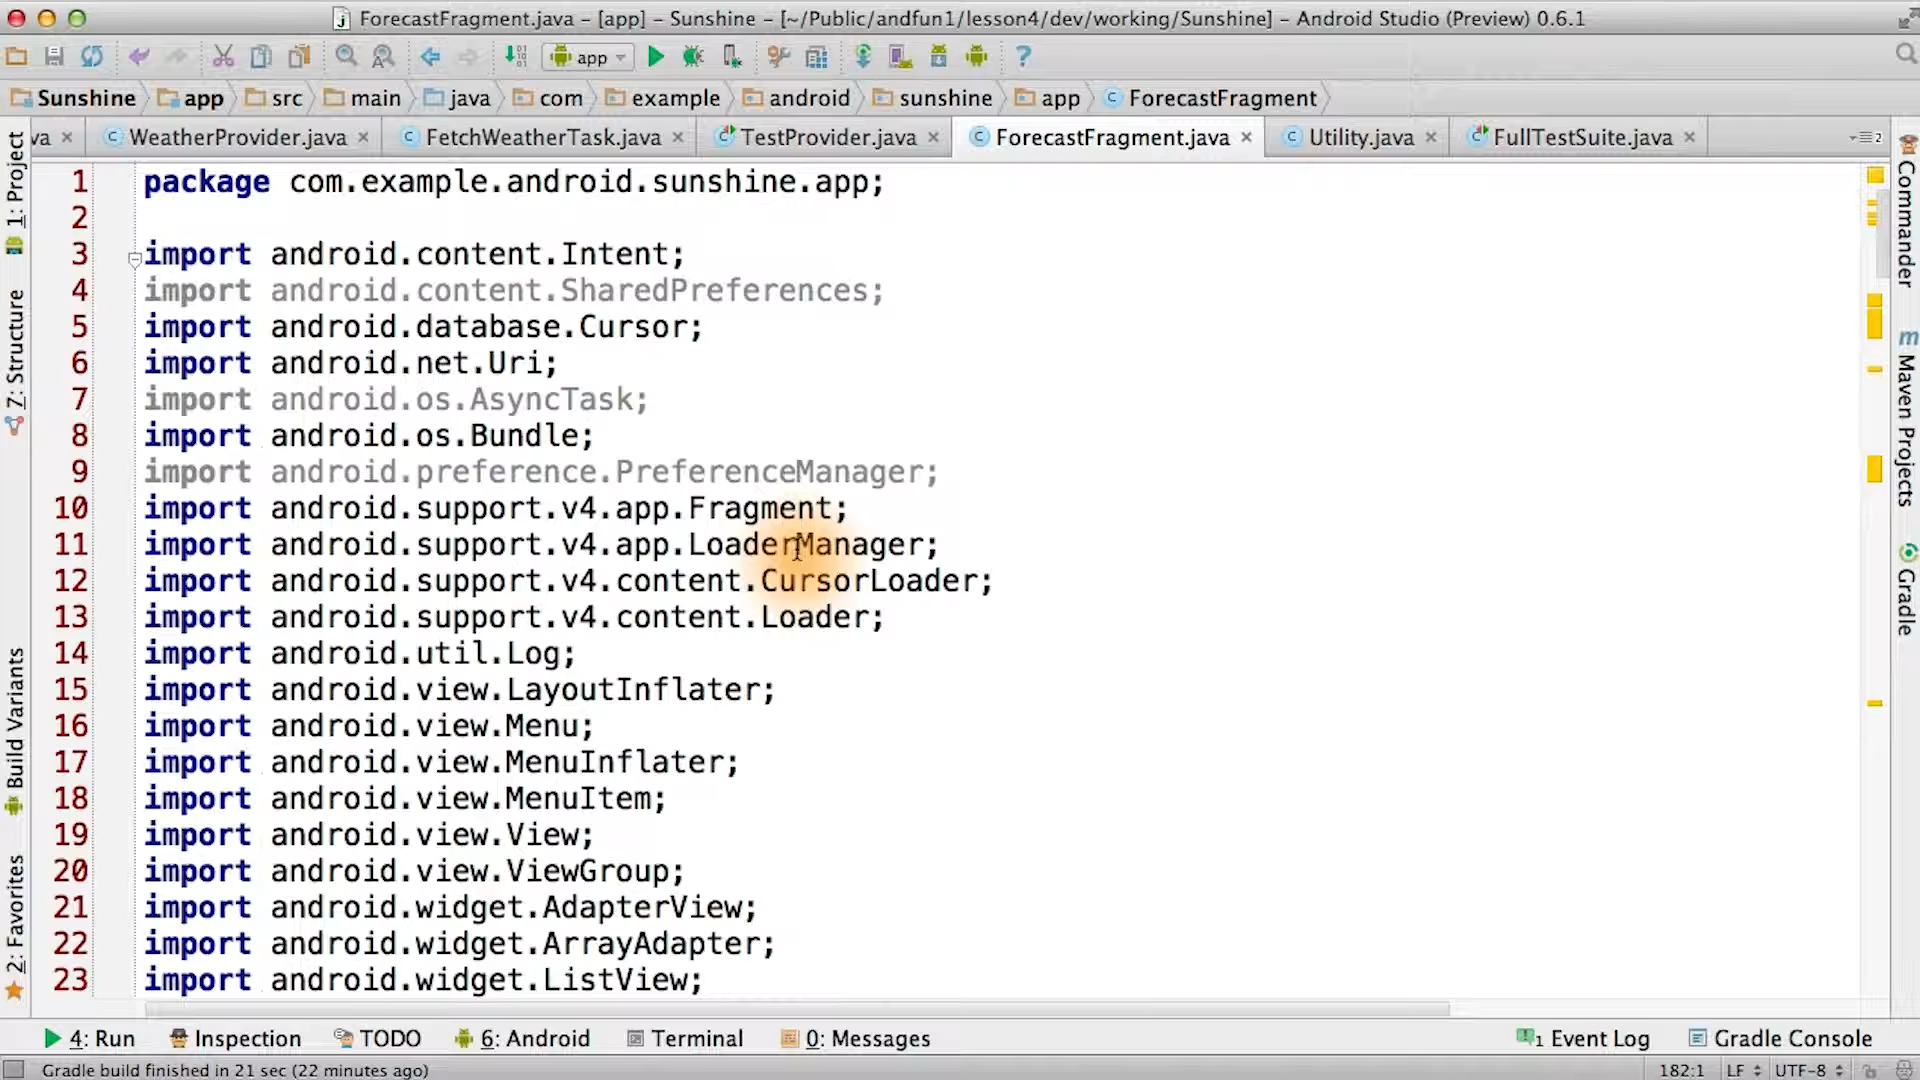 ForecastFragment.java – [app] – Sunshine – [~/Public/andfun1/lesson4/dev/working/Sunshine] – Android Studio (Preview) 0.6.1
app
Sunshine app src main java com example android sunshine app ForecastFragment
va WeatherProvider.java FetchWeatherTask.java TestProvider.java ForecastFragment.java Utility.java FullTestSuite.java 2
1: Project
7: Structure
Build Variants
2: Favorites
1 package com.example.android.sunshine.app;
2
3 import android.content.Intent;
4 import android.content.SharedPreferences;
5 import android.database.Cursor;
6 import android.net.Uri;
7 import android.os.AsyncTask;
8 import android.os.Bundle;
9 import android.preference.PreferenceManager;
10 import android.support.v4.app.Fragment;
11 import android.support.v4.app.LoaderManager;
12 import android.support.v4.content.CursorLoader;
13 import android.support.v4.content.Loader;
14 import android.util.Log;
15 import android.view.LayoutInflater;
16 import android.view.Menu;
17 import android.view.MenuInflater;
18 import android.view.MenuItem;
19 import android.view.View;
20 import android.view.ViewGroup;
21 import android.widget.AdapterView;
22 import android.widget.ArrayAdapter;
23 import android.widget.ListView;
Commander
m Maven Projects
Gradle
4: Run Inspection TODO 6: Android Terminal 0: Messages 1 Event Log Gradle Console
Gradle build finished in 21 sec (22 minutes ago) 182:1 LF UTF-8